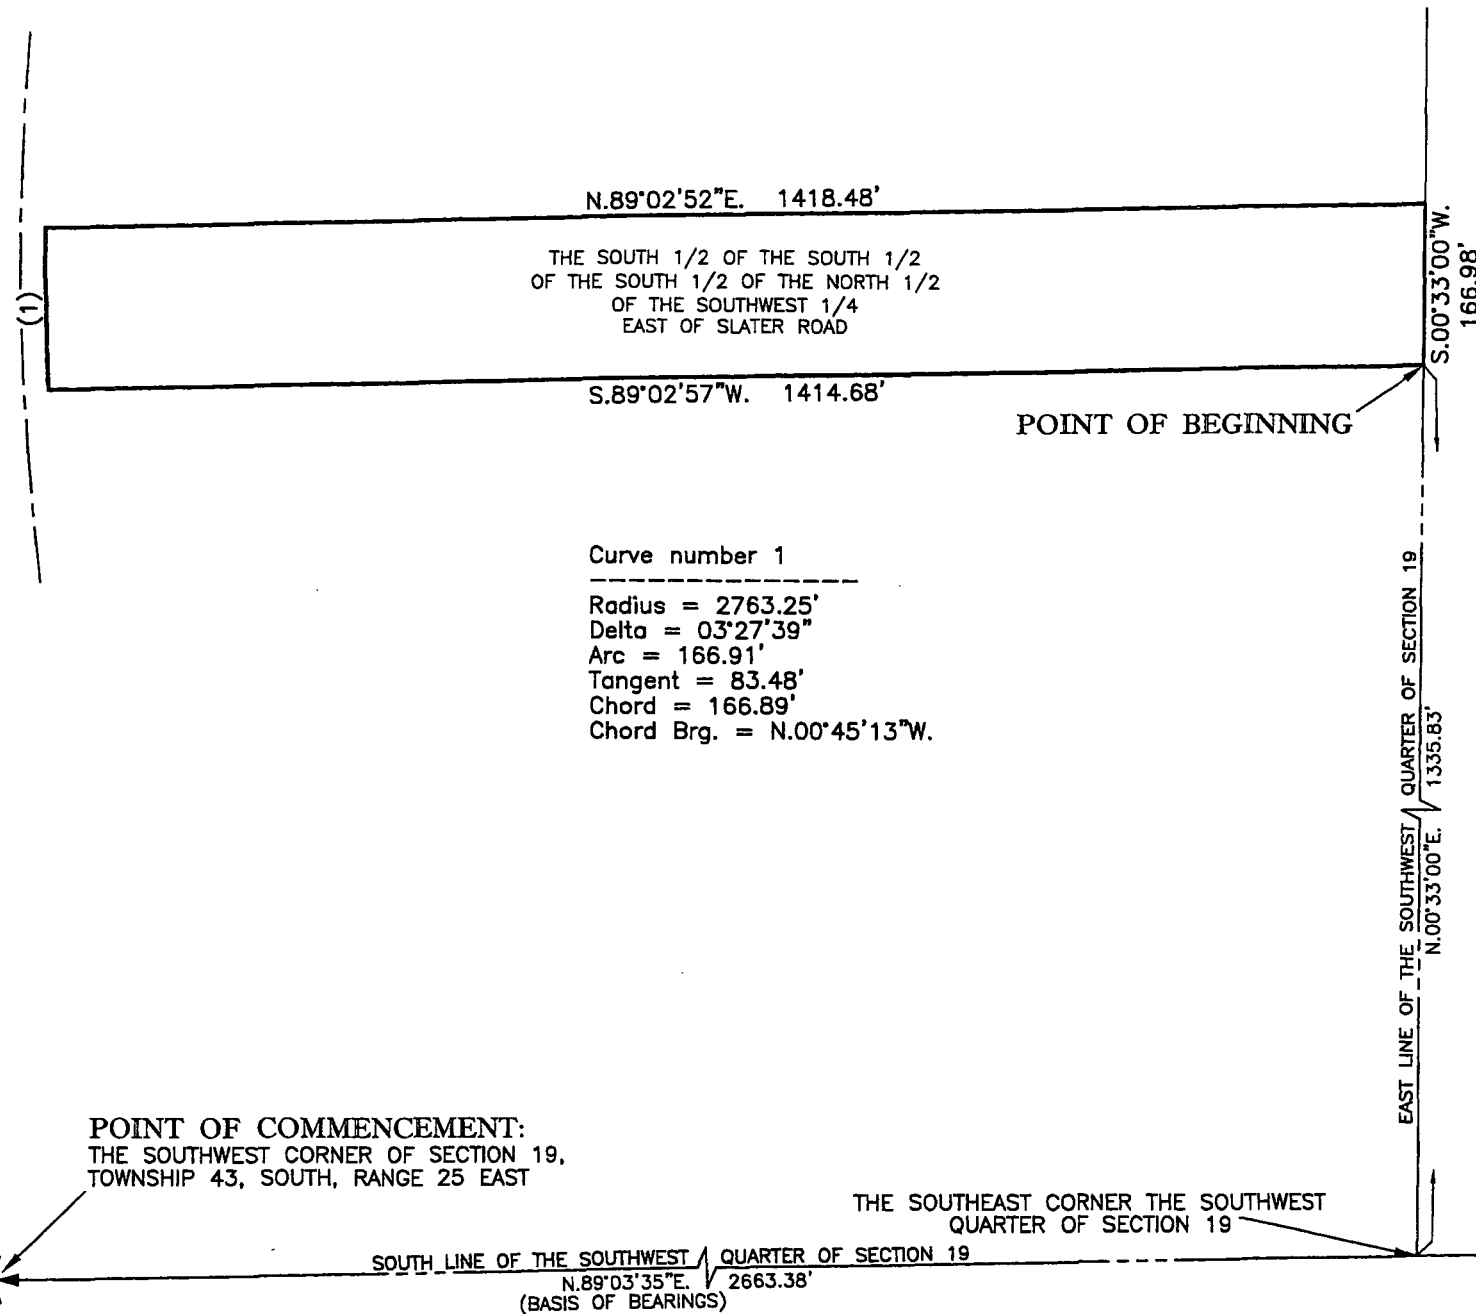 N.89°02'52"E. 1418.48'
THE SOUTH 1/2 OF THE SOUTH 1/2
OF THE SOUTH 1/2 OF THE NORTH 1/2
OF THE SOUTHWEST 1/4
EAST OF SLATER ROAD
(1)
S.00°33'00"W.
166.98'
S.89°02'57"W. 1414.68'
POINT OF BEGINNING
Curve number 1
---------------
Radius = 2763.25'
Delta = 03°27'39"
Arc = 166.91'
Tangent = 83.48'
Chord = 166.89'
Chord Brg. = N.00°45'13"W.
EAST LINE OF THE SOUTHWEST QUARTER OF SECTION 19
N.00°33'00"E. 1335.83'
POINT OF COMMENCEMENT:
THE SOUTHWEST CORNER OF SECTION 19,
TOWNSHIP 43, SOUTH, RANGE 25 EAST
THE SOUTHEAST CORNER THE SOUTHWEST
QUARTER OF SECTION 19
SOUTH LINE OF THE SOUTHWEST QUARTER OF SECTION 19
N.89°03'35"E. 2663.38'
(BASIS OF BEARINGS)